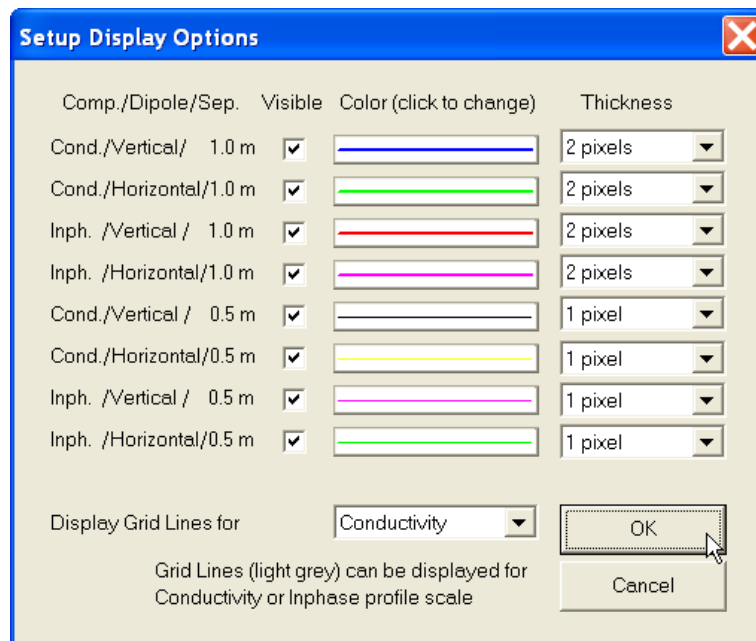 Setup Display Options
Comp./Dipole/Sep. Visible Color (click to change) Thickness
Cond./Vertical/ 1.0 m 2 pixels
Cond./Horizontal/1.0 m 2 pixels
Inph. /Vertical / 1.0 m 2 pixels
Inph. /Horizontal/1.0 m 2 pixels
Cond./Vertical / 0.5 m 1 pixel
Cond./Horizontal/0.5 m 1 pixel
Inph. /Vertical / 0.5 m 1 pixel
Inph. /Horizontal/0.5 m 1 pixel
Display Grid Lines for Conductivity OK
Grid Lines (light grey) can be displayed for
Conductivity or Inphase profile scale
Cancel